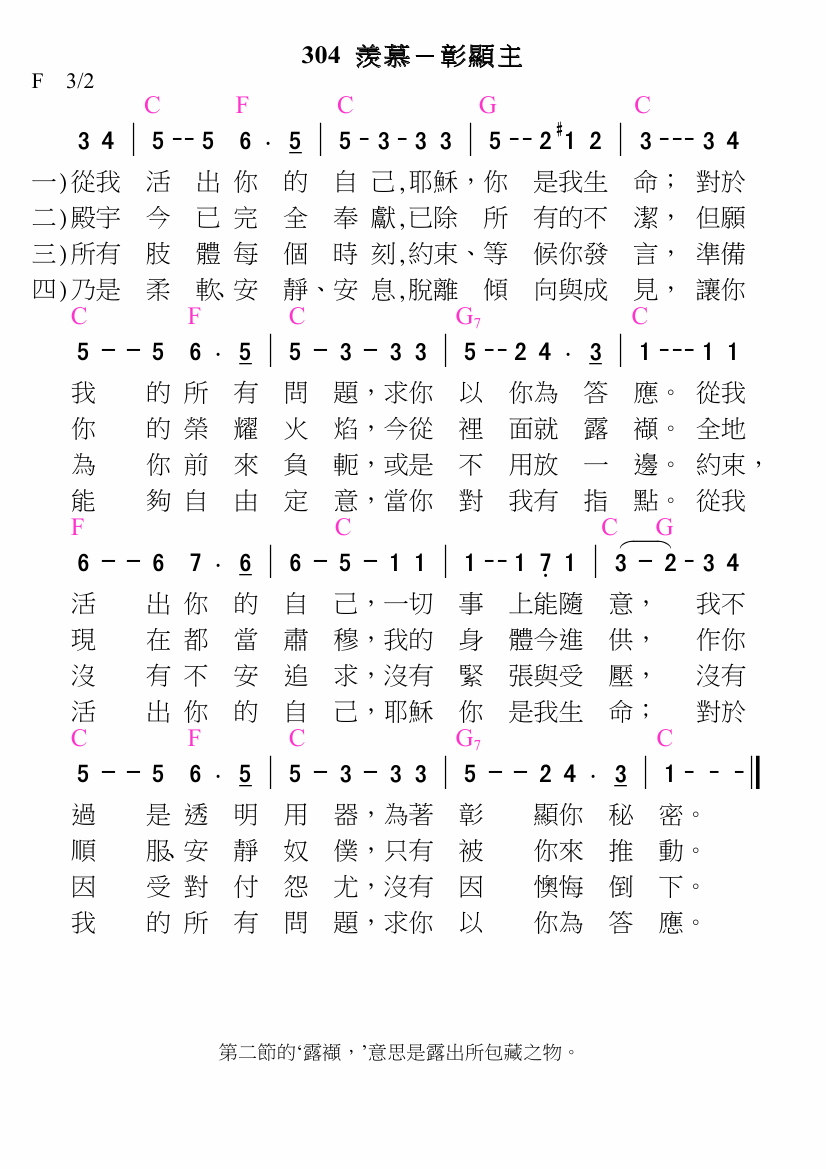 304 羨慕－彰顯主
F 3/2
C F C G C
3 4 | 5 -- 5 6 . 5 | 5 - 3 - 3 3 | 5 -- 2 #1 2 | 3 --- 3 4
一)從我 活 出 你 的 自 己,耶穌，你 是我生 命； 對於
二)殿宇 今 已 完 全 奉 獻,已除 所 有的不 潔， 但願
三)所有 肢 體 每 個 時 刻,約束、等 候你發 言， 準備
四)乃是 柔 軟、安 靜、安 息,脫離 傾 向與成 見， 讓你
C F C G7 C
5 - - 5 6 . 5 | 5 - 3 - 3 3 | 5 -- 2 4 . 3 | 1 --- 1 1
我 的 所 有 問 題，求你 以 你為 答 應。從我
你 的 榮 耀 火 焰，今從 裡 面就 露 襭。全地
為 你 前 來 負 軛，或是 不 用放 一 邊。約束，
能 夠 自 由 定 意，當你 對 我有 指 點。從我
F C C G
6 - - 6 7 . 6 | 6 - 5 - 1 1 | 1 -- 1 7 1 | 3 - 2 - 3 4
活 出 你 的 自 己，一切 事 上能隨 意， 我不
現 在 都 當 肅 穆，我的 身 體今進 供， 作你
沒 有 不 安 追 求，沒有 緊 張與受 壓， 沒有
活 出 你 的 自 己，耶穌 你 是我生 命； 對於
C F C G7 C
5 - - 5 6 . 5 | 5 - 3 - 3 3 | 5 - - 2 4 . 3 | 1 - - -
過 是 透 明 用 器，為著 彰 顯你 秘 密。
順 服、安 靜 奴 僕，只有 被 你來 推 動。
因 受 對 付 怨 尤，沒有 因 懊悔 倒 下。
我 的 所 有 問 題，求你 以 你為 答 應。
第二節的‘露襭，’意思是露出所包藏之物。